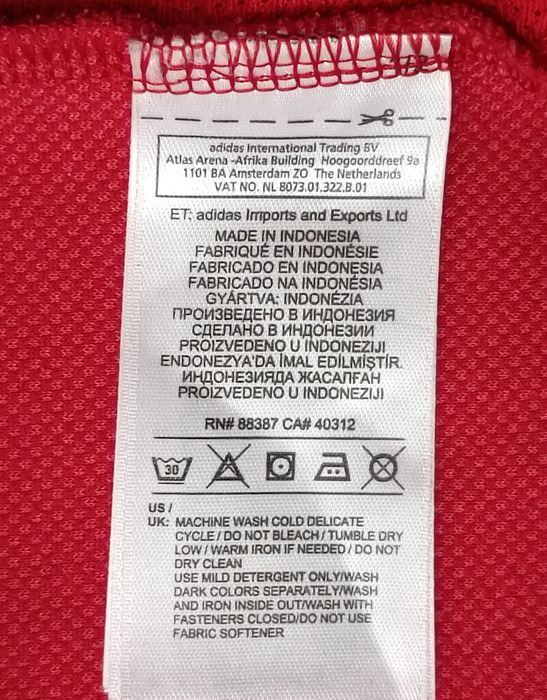 adidas International Trading BV
Atlas Arena -Afrika Building Hoogoorddreef 9a
1101 BA Amsterdam ZO The Netherlands
VAT NO. NL 8073.01.322.B.01
ET: adidas Imports and Exports Ltd
MADE IN INDONESIA
FABRIQUÉ EN INDONÉSIE
FABRICADO EN INDONESIA
FABRICADO NA INDONÉSIA
GYÁRTVA: INDONÉZIA
ПРОИЗВЕДЕНО В ИНДОНЕЗИЯ
СДЕЛАНО В ИНДОНЕЗИИ
PROIZVEDENO U INDONEZIJI
ENDONEZYA'DA İMAL EDİLMİŞTİR.
ИНДОНЕЗИЯДА ЖАСАЛҒАН
PROIZVEDENO U INDONEZIJI
RN# 88387 CA# 40312
30
US /
UK: MACHINE WASH COLD DELICATE
CYCLE / DO NOT BLEACH / TUMBLE DRY
LOW / WARM IRON IF NEEDED / DO NOT
DRY CLEAN
USE MILD DETERGENT ONLY/WASH
DARK COLORS SEPARATELY/WASH
AND IRON INSIDE OUT/WASH WITH
FASTENERS CLOSED/DO NOT USE
FABRIC SOFTENER